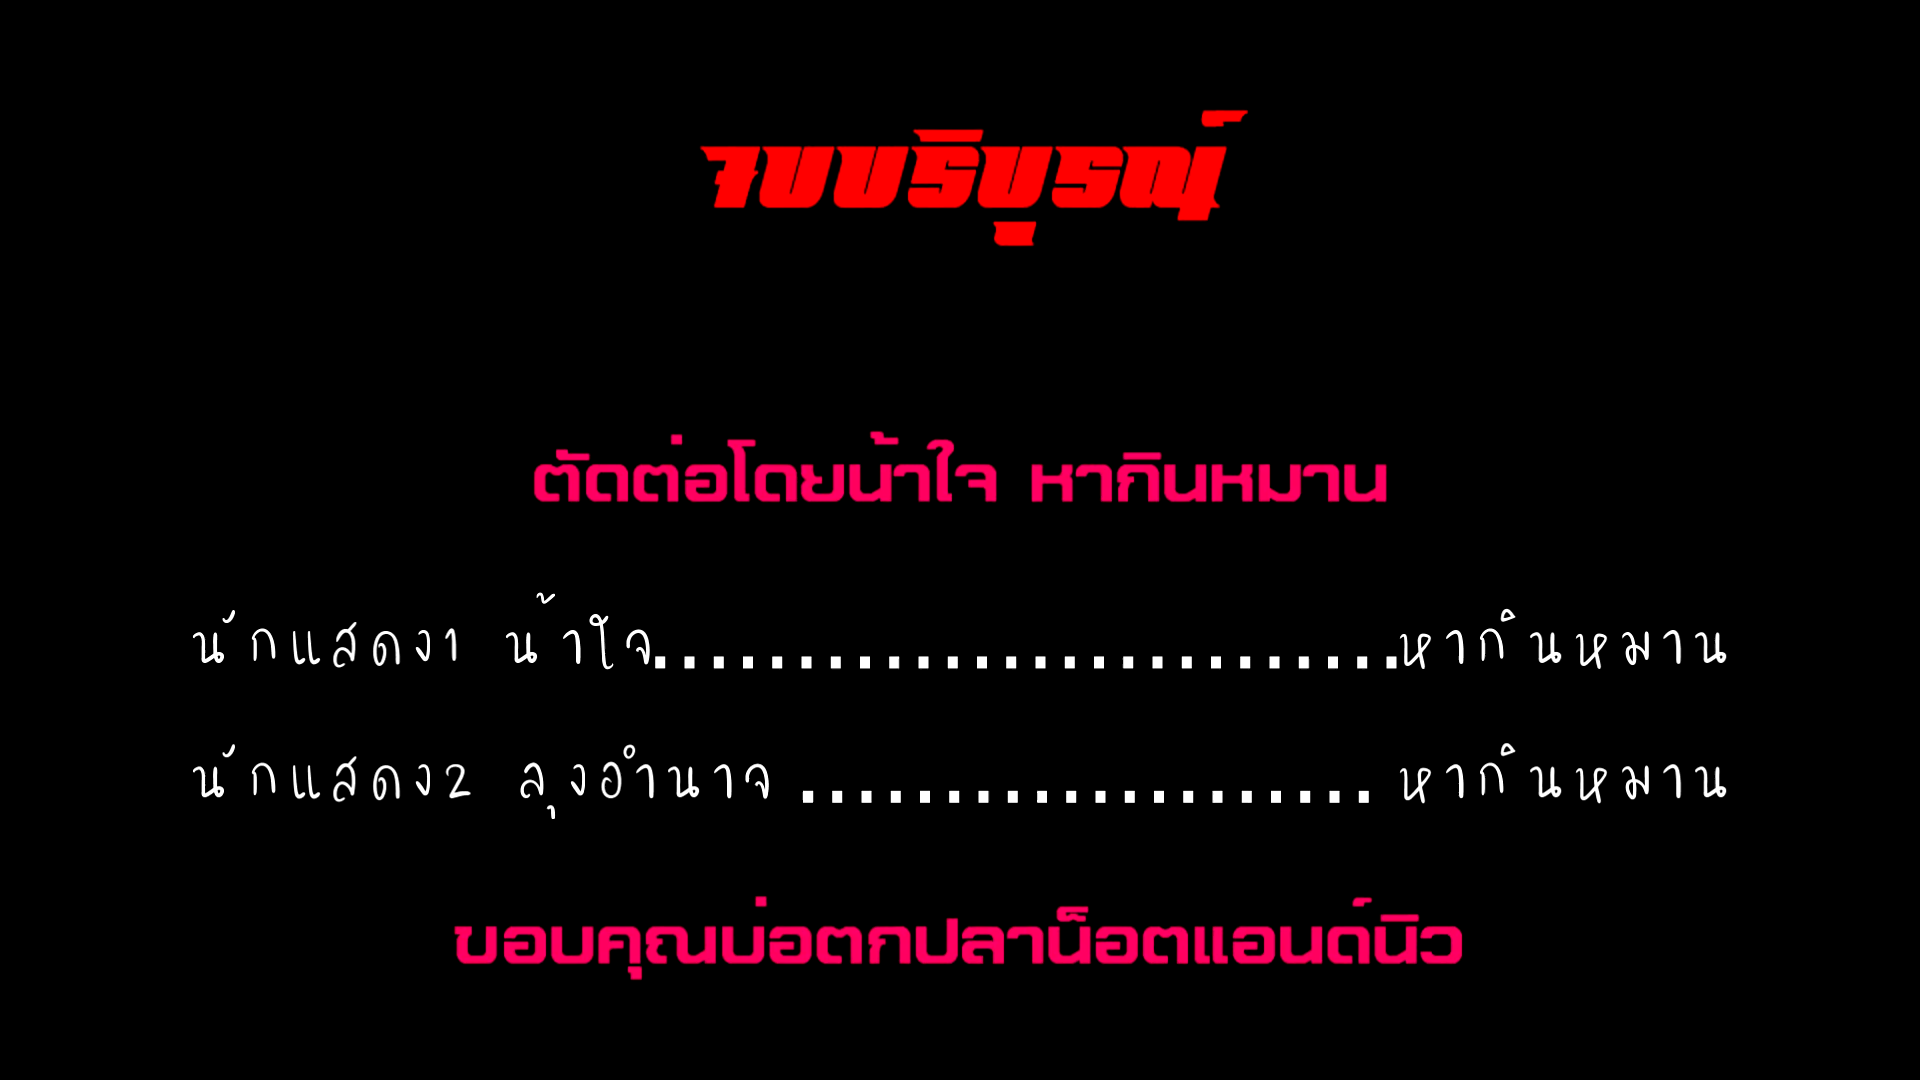 จบบริบูรณ์
ตัดต่อโดยน้าใจ หากินหมาน
นักแสดง1 น้าใจ..........................หากินหมาน
นักแสดง2 ลุงอำนาจ .................... หากินหมาน
ขอบคุณบ่อตกปลาน็อตแอนด์นิว